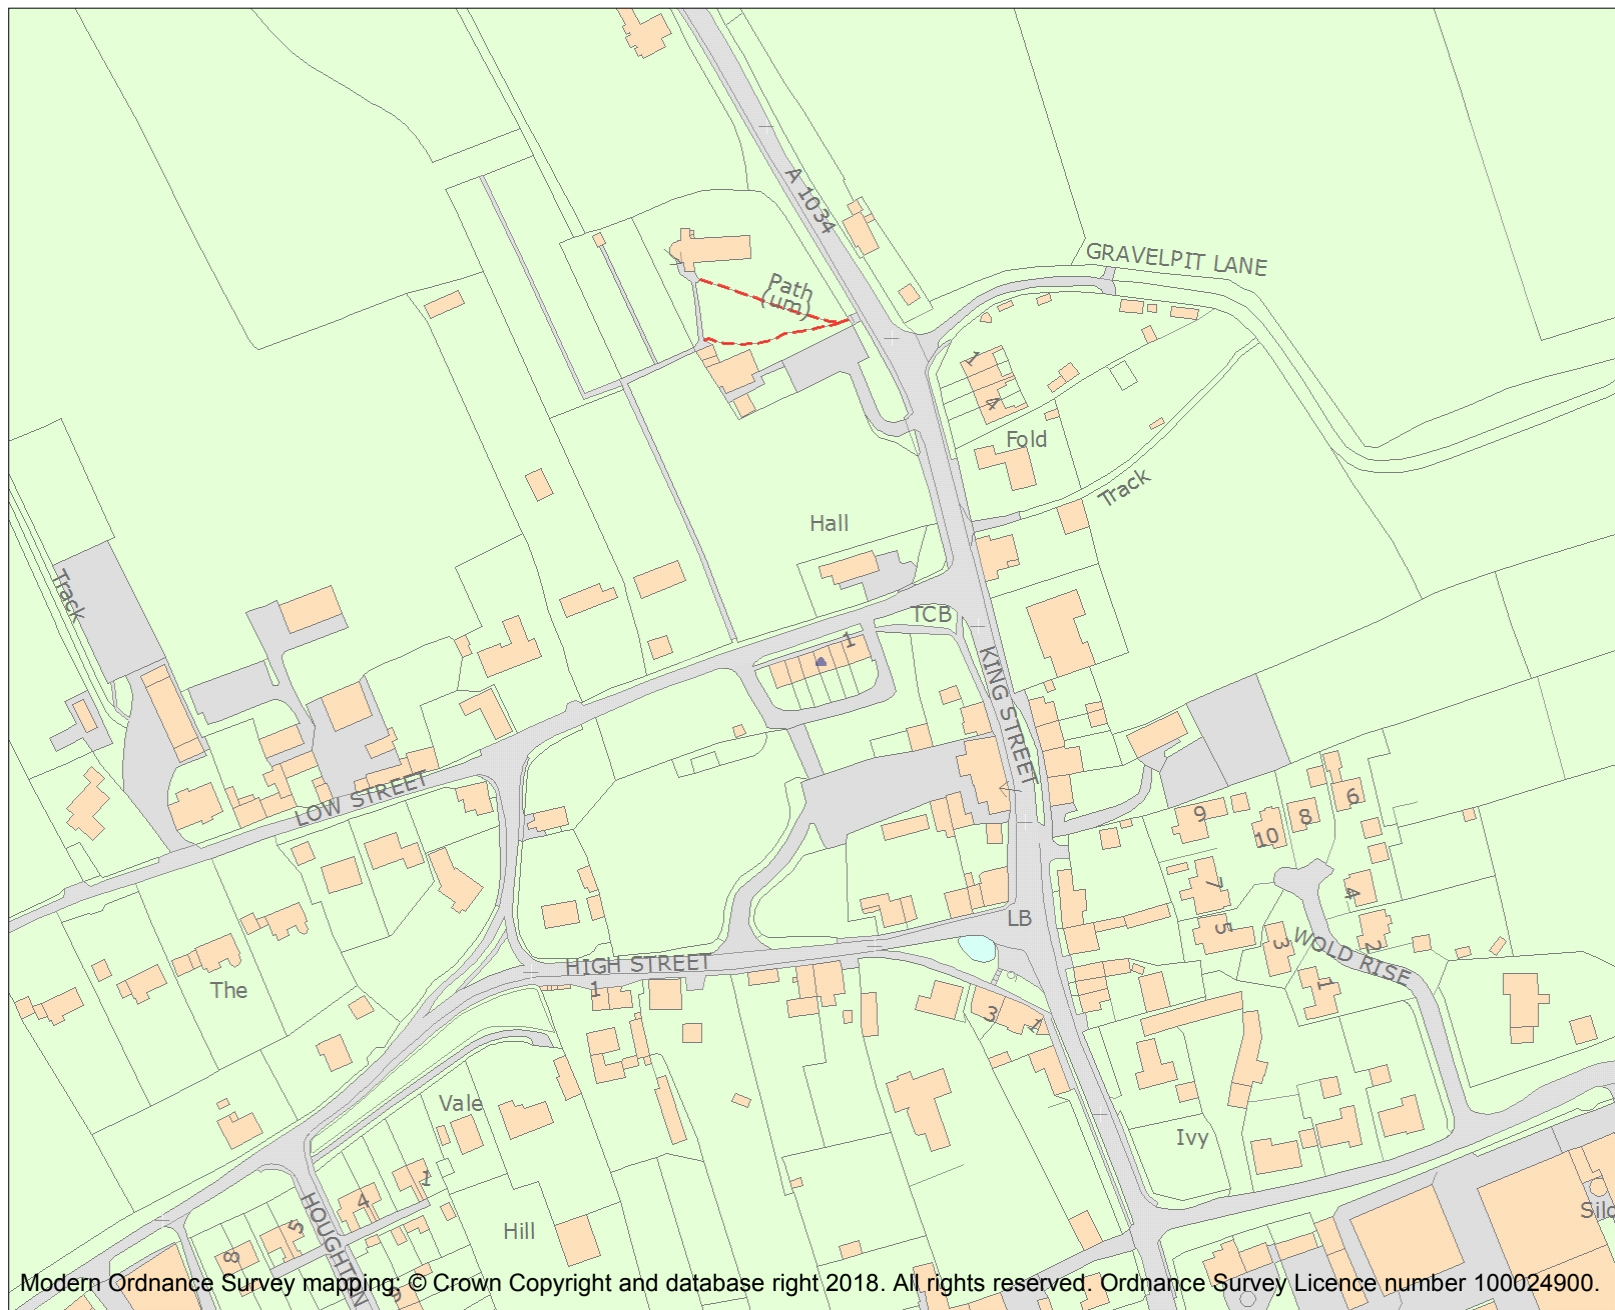 A 1034
GRAVELPIT LANE
Path
(um)
1
4
Fold
Track
Hall
Track
TCB
1
KING STREET
LOW STREET
9
10
8
6
7
4
5
3
2
WOLD RISE
1
LB
HIGH STREET
1
The
3
1
Vale
Ivy
1
4
HOUGHTON
5
8
Hill
9
Silo
Modern Ordnance Survey mapping: © Crown Copyright and database right 2018. All rights reserved. Ordnance Survey Licence number 100024900.